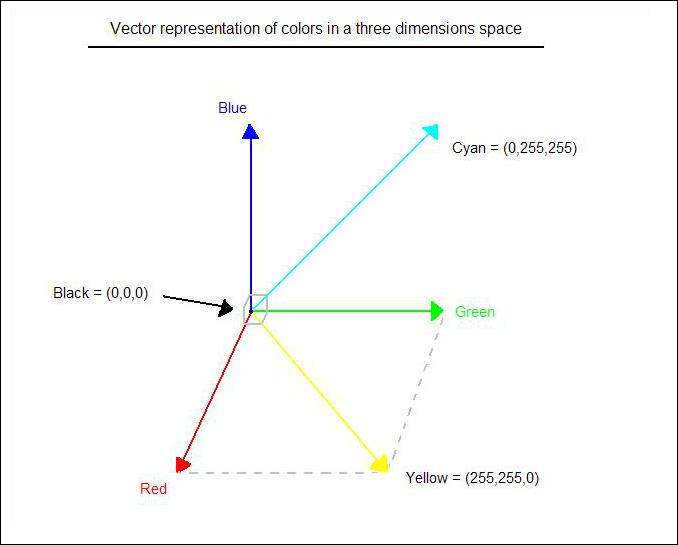 Vector representation of colors in a three dimensions space
Blue
Cyan = (0,255,255)
Black = (0,0,0)
Green
Yellow = (255,255,0)
Red